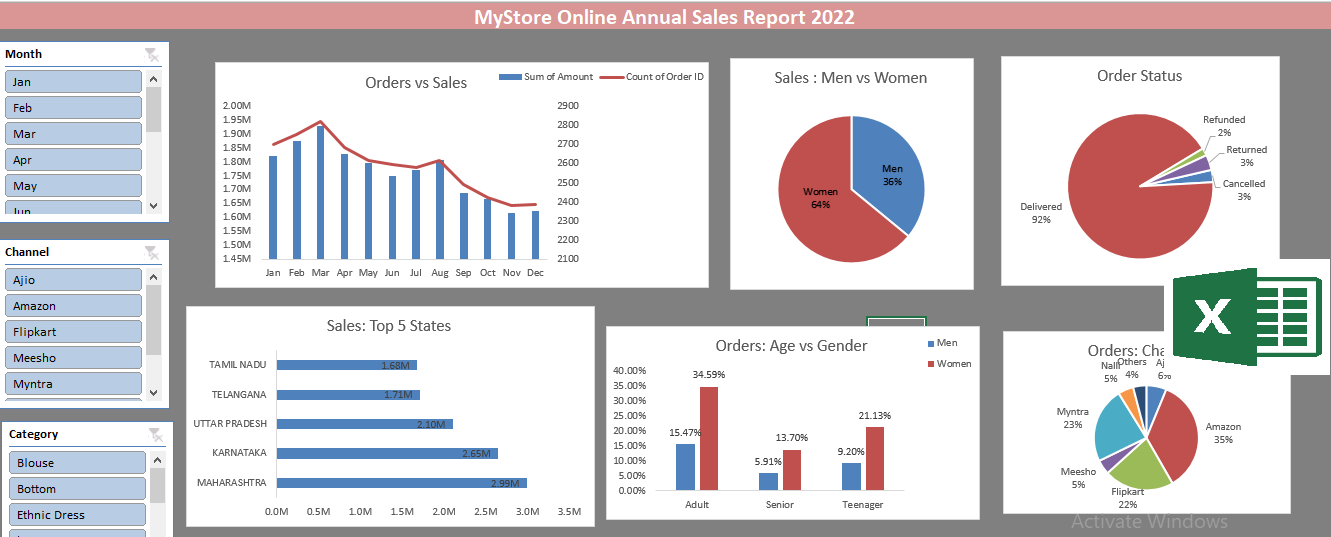 MyStore Online Annual Sales Report 2022
Month
Jan
Feb
Mar
Apr
May
Jun
Channel
Ajio
Amazon
Flipkart
Meesho
Myntra
Category
Blouse
Bottom
Ethnic Dress
Orders vs Sales
Sum of Amount
Count of Order ID
2.00M
1.95M
1.90M
1.85M
1.80M
1.75M
1.70M
1.65M
1.60M
1.55M
1.50M
1.45M
2900
2800
2700
2600
2500
2400
2300
2200
2100
Jan Feb Mar Apr May Jun Jul Aug Sep Oct Nov Dec
Sales : Men vs Women
Men
36%
Women
64%
Order Status
Refunded
2%
Returned
3%
Cancelled
3%
Delivered
92%
Sales: Top 5 States
TAMIL NADU 1.68M
TELANGANA 1.71M
UTTAR PRADESH 2.10M
KARNATAKA 2.65M
MAHARASHTRA 2.99M
0.0M 0.5M 1.0M 1.5M 2.0M 2.5M 3.0M 3.5M
Orders: Age vs Gender
Men
Women
40.00%
35.00%
30.00%
25.00%
20.00%
15.00%
10.00%
5.00%
0.00%
15.47% 34.59%
5.91% 13.70%
9.20% 21.13%
Adult Senior Teenager
X
Orders: Cha
Others
4%
Aj
6%
Nalli
5%
Myntra
23%
Amazon
35%
Meesho
5%
Flipkart
22%
Activate Windows